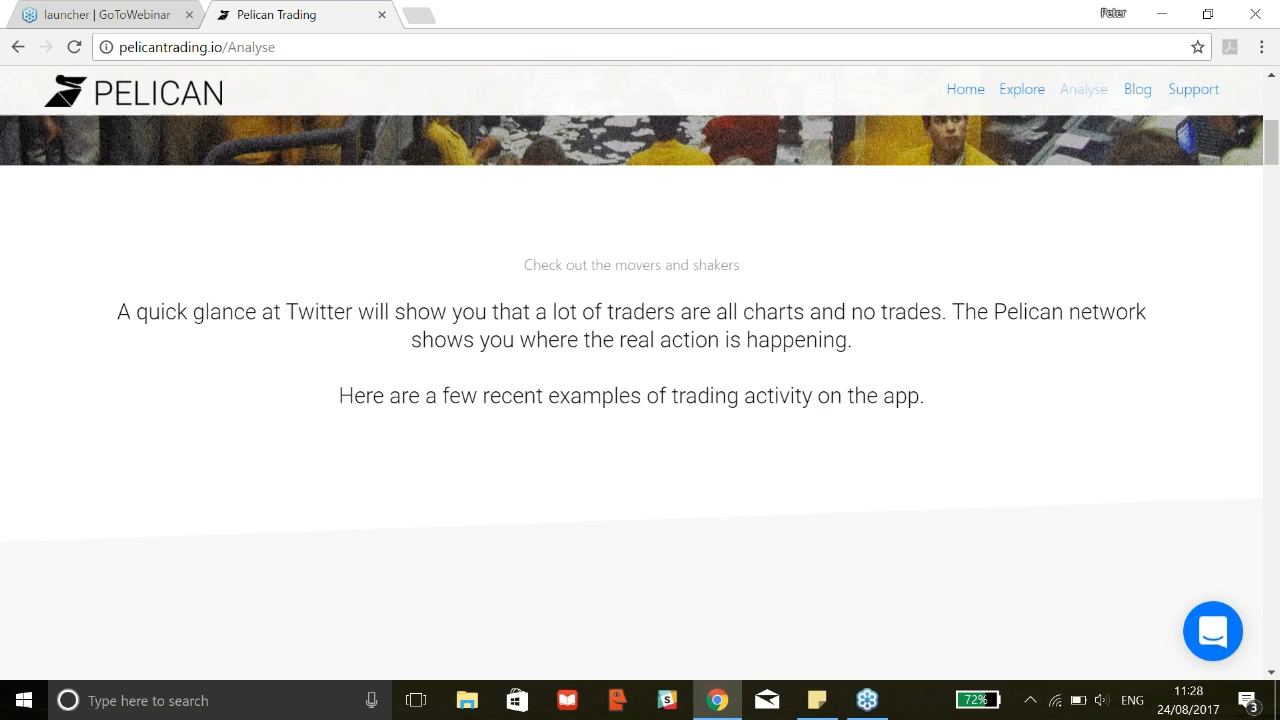 launcher | GoToWebinar
Pelican Trading
Peter
pelicantrading.io/Analyse
PELICAN
Home Explore Analyse Blog Support
Check out the movers and shakers
A quick glance at Twitter will show you that a lot of traders are all charts and no trades. The Pelican network
shows you where the real action is happening.
Here are a few recent examples of trading activity on the app.
Type here to search
72%
ENG
11:28
24/08/2017
3